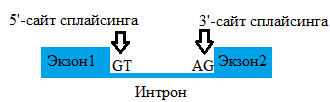 5'-сайт сплайсинга 3'-сайт сплайсинга
Экзон1 GT AG Экзон2
Интрон